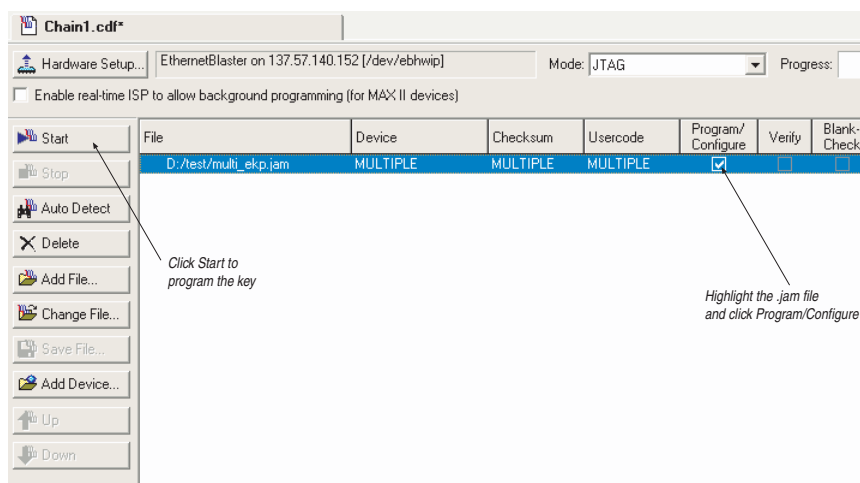 Chain1.cdf*
Hardware Setup... EthernetBlaster on 137.57.140.152 [/dev/ebhwip] Mode: JTAG Progress:
Enable real-time ISP to allow background programming (for MAX II devices)
Start
Stop
Auto Detect
Delete
Add File...
Change File...
Save File...
Add Device...
Up
Down
File Device Checksum Usercode Program/ Configure Verify Blank- Check
D:/test/multi_ekp.jam MULTIPLE MULTIPLE MULTIPLE
Click Start to
program the key
Highlight the .jam file
and click Program/Configure